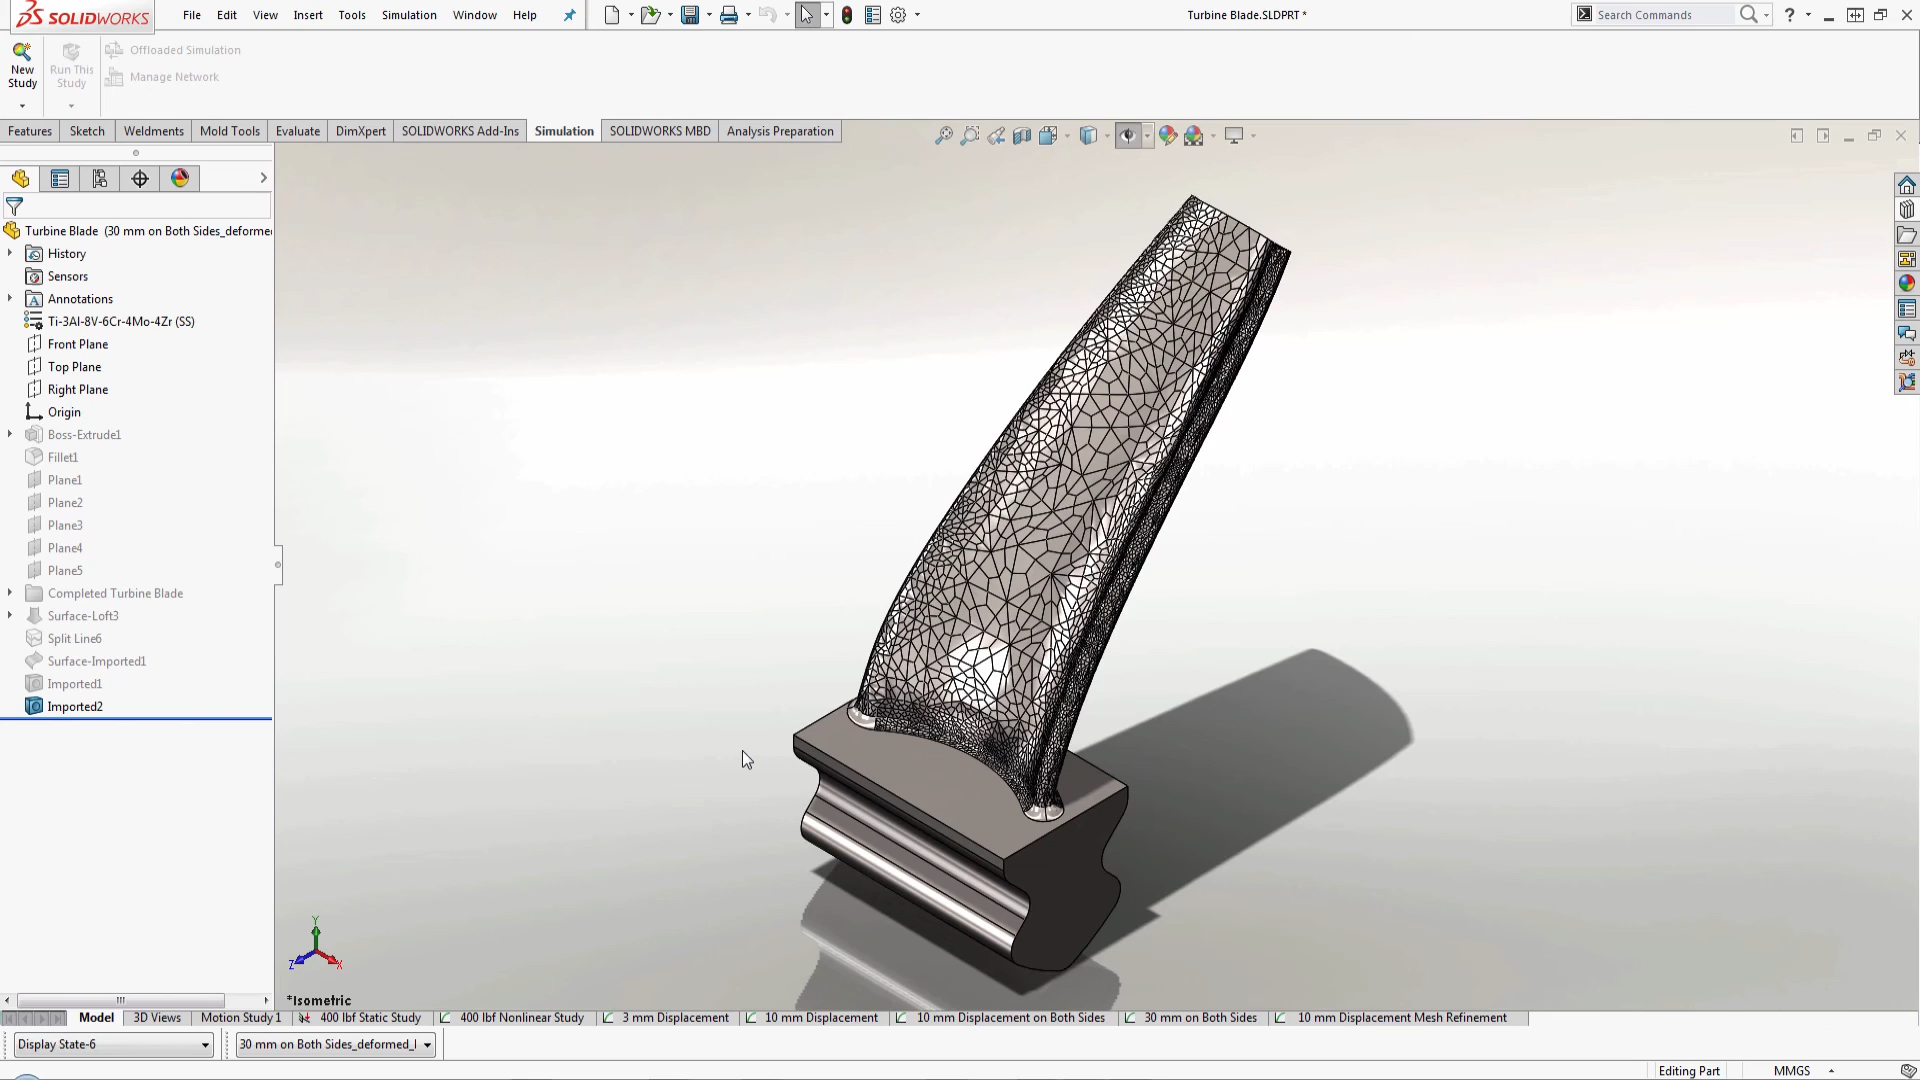 SOLIDWORKS
File Edit View Insert Tools Simulation Window Help
Turbine Blade.SLDPRT *
Search Commands
New Study
Run This Study
Offloaded Simulation
Manage Network
Features Sketch Weldments Mold Tools Evaluate DimXpert SOLIDWORKS Add-Ins Simulation SOLIDWORKS MBD Analysis Preparation
Turbine Blade (30 mm on Both Sides_deforme
History
Sensors
Annotations
Ti-3Al-8V-6Cr-4Mo-4Zr (SS)
Front Plane
Top Plane
Right Plane
Origin
Boss-Extrude1
Fillet1
Plane1
Plane2
Plane3
Plane4
Plane5
Completed Turbine Blade
Surface-Loft3
Split Line6
Surface-Imported1
Imported1
Imported2
Y
Z X
*Isometric
Model 3D Views Motion Study 1 400 lbf Static Study 400 lbf Nonlinear Study 3 mm Displacement 10 mm Displacement 10 mm Displacement on Both Sides 30 mm on Both Sides 10 mm Displacement Mesh Refinement
Display State-6 30 mm on Both Sides_deformed_
Editing Part MMGS